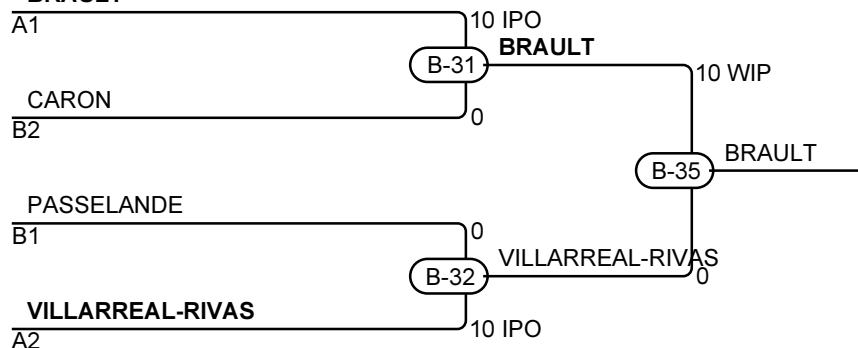 BRAULT
A1
10 IPO
B-31
BRAULT
10 WIP
CARON
B2
0
B-35
BRAULT
PASSELANDE
B1
0
B-32
VILLARREAL-RIVAS
0
VILLARREAL-RIVAS
A2
10 IPO